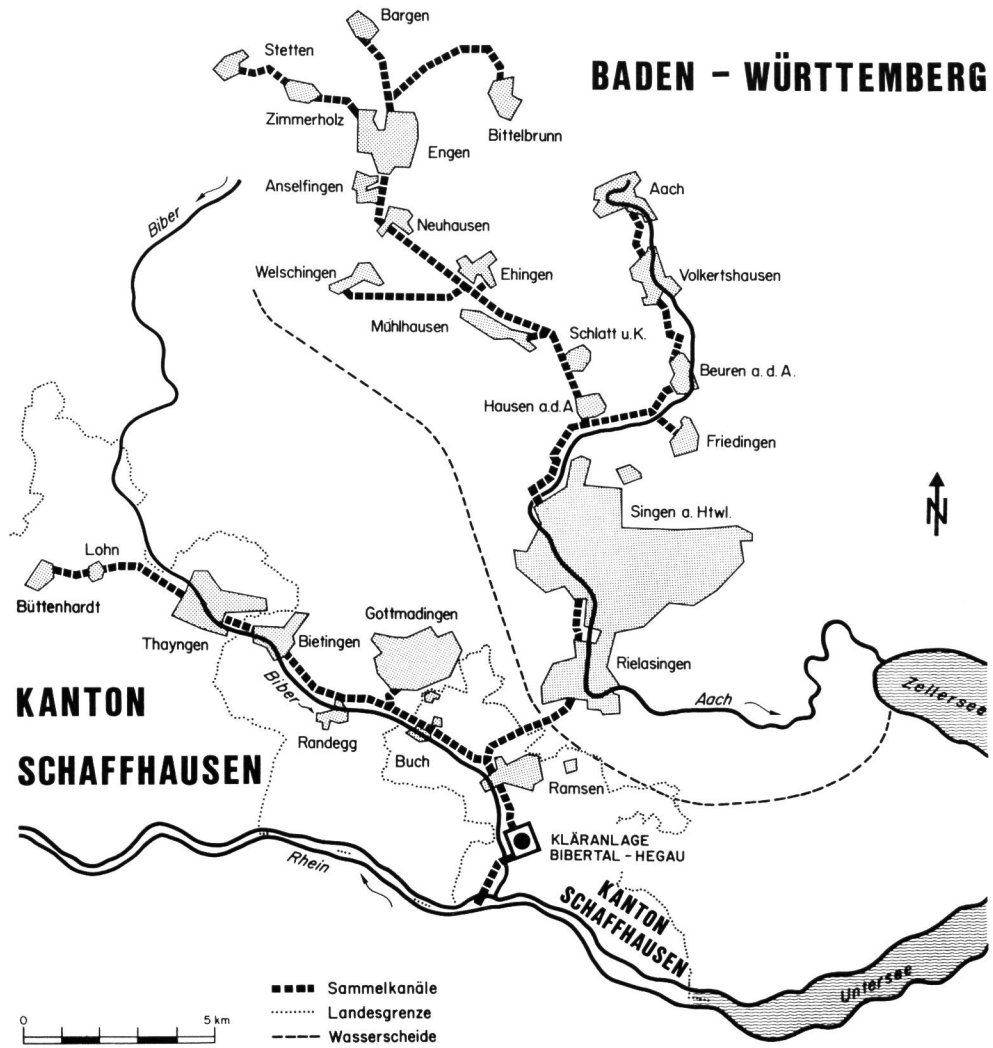 Bargen
Stetten
BADEN - WÜRTTEMBERG
Zimmerholz
Bittelbrunn
Engen
Anselfingen
Aach
Biber
Neuhausen
Welschingen
Ehingen
Volkertshausen
Mühlhausen
Schlatt u.K.
Beuren a.d.A.
Hausen a.d.A
Friedingen
N
Singen a. Htwl.
Lohn
Büttenhardt
Gottmadingen
Thayngen
Bietingen
Rielasingen
Biber
Aach
Zellersee
KANTON
SCHAFFHAUSEN
Randegg
Buch
Ramsen
KLÄRANLAGE
BIBERTAL - HEGAU
Rhein
KANTON
SCHAFFHAUSEN
Untersee
Sammelkanäle
Landesgrenze
Wasserscheide
0 5 km